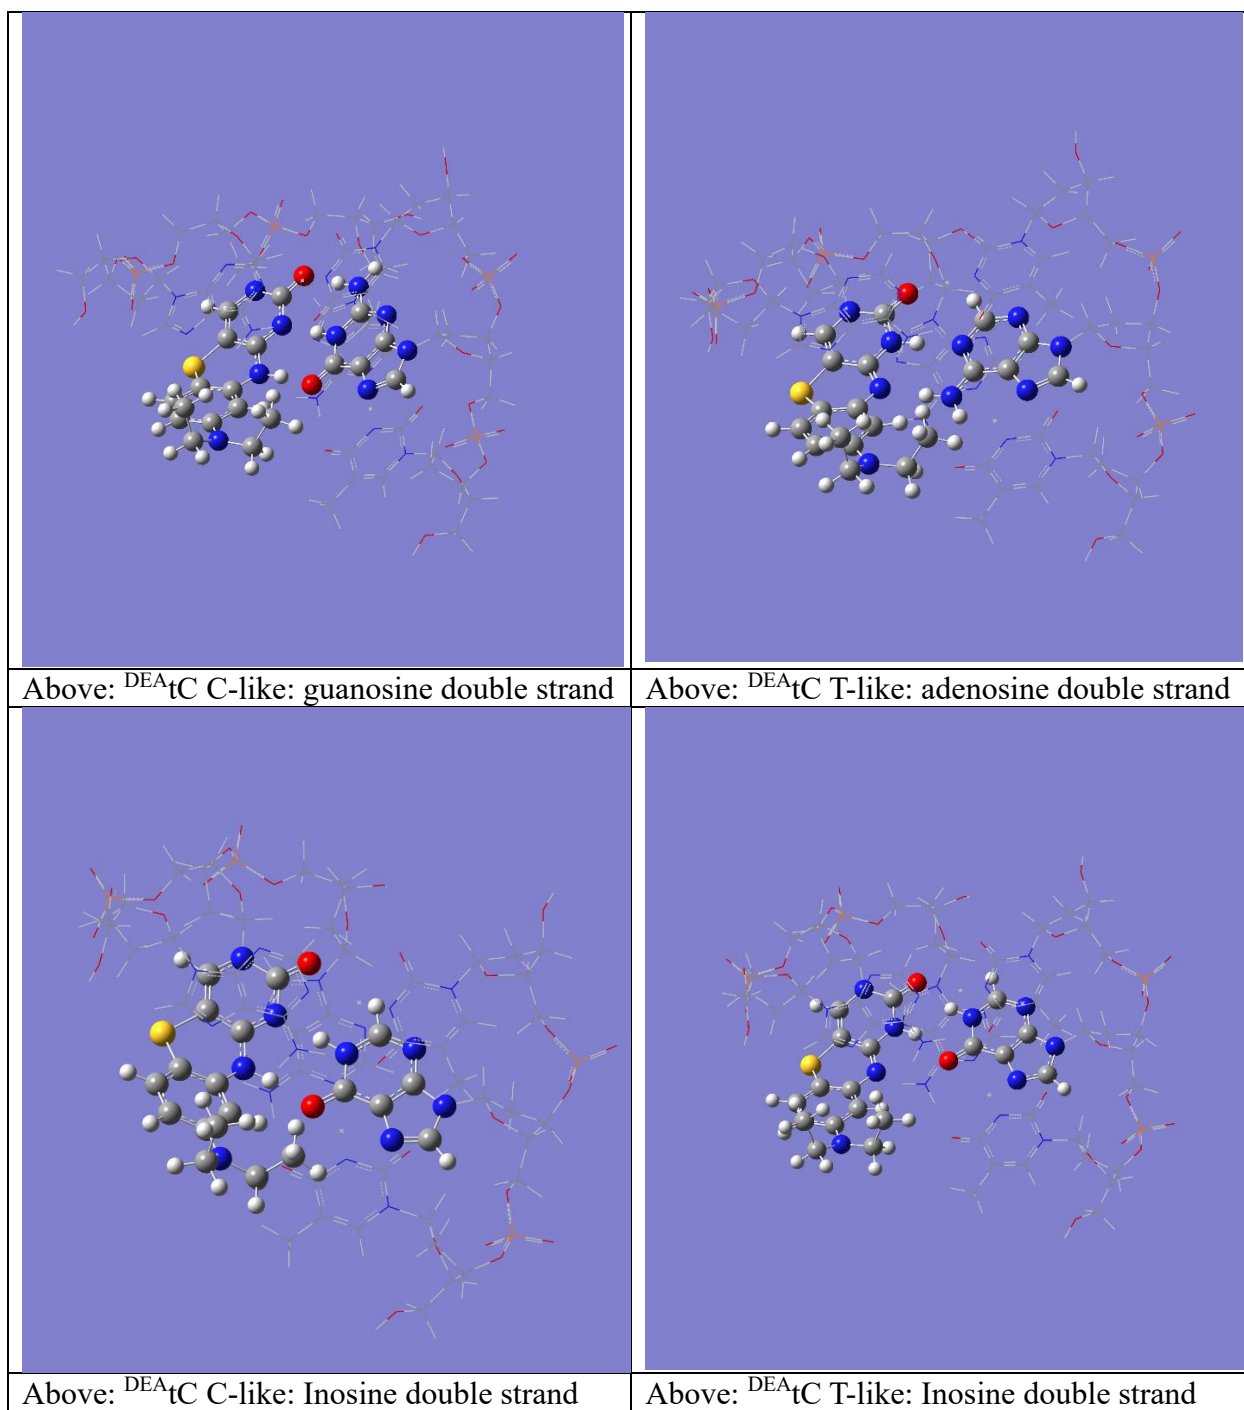 Above: DEAtC C-like: guanosine double strand
Above: DEAtC T-like: adenosine double strand
Above: DEAtC C-like: Inosine double strand
Above: DEAtC T-like: Inosine double strand